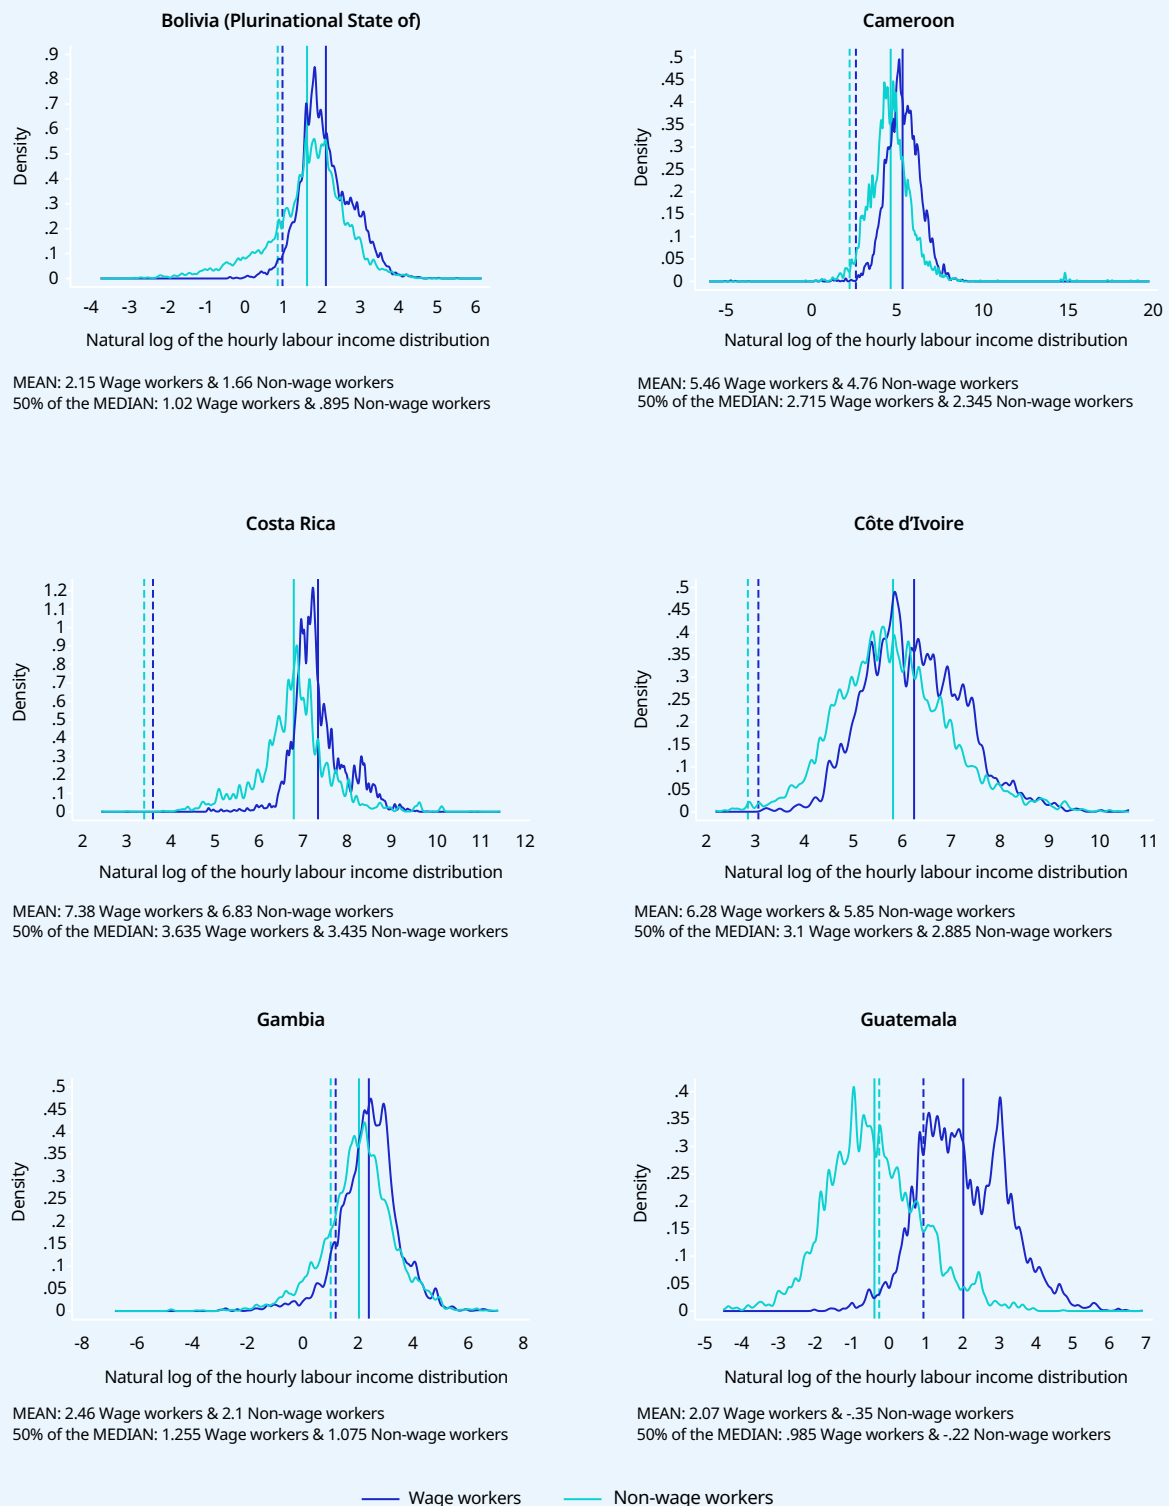 Bolivia (Plurinational State of)
.9
.8
.7
.6
.5
.4
.3
.2
.1
0
Density
-4 -3 -2 -1 0 1 2 3 4 5 6
Natural log of the hourly labour income distribution
MEAN: 2.15 Wage workers & 1.66 Non-wage workers
50% of the MEDIAN: 1.02 Wage workers & .895 Non-wage workers
Cameroon
.5
.45
.4
.35
.3
.25
.2
.15
.1
.05
0
Density
-5 0 5 10 15 20
Natural log of the hourly labour income distribution
MEAN: 5.46 Wage workers & 4.76 Non-wage workers
50% of the MEDIAN: 2.715 Wage workers & 2.345 Non-wage workers
Costa Rica
1.2
1.1
1
.9
.8
.7
.6
.5
.4
.3
.2
.1
0
Density
2 3 4 5 6 7 8 9 10 11 12
Natural log of the hourly labour income distribution
MEAN: 7.38 Wage workers & 6.83 Non-wage workers
50% of the MEDIAN: 3.635 Wage workers & 3.435 Non-wage workers
Côte d’Ivoire
.5
.45
.4
.35
.3
.25
.2
.15
.1
.05
0
Density
2 3 4 5 6 7 8 9 10 11
Natural log of the hourly labour income distribution
MEAN: 6.28 Wage workers & 5.85 Non-wage workers
50% of the MEDIAN: 3.1 Wage workers & 2.885 Non-wage workers
Gambia
.5
.45
.4
.35
.3
.25
.2
.15
.1
.05
0
Density
-8 -6 -4 -2 0 2 4 6 8
Natural log of the hourly labour income distribution
MEAN: 2.46 Wage workers & 2.1 Non-wage workers
50% of the MEDIAN: 1.255 Wage workers & 1.075 Non-wage workers
Guatemala
.4
.35
.3
.25
.2
.15
.1
.05
0
Density
-5 -4 -2 -1 0 1 2 3 4 5 6 7
Natural log of the hourly labour income distribution
MEAN: 2.07 Wage workers & -.35 Non-wage workers
50% of the MEDIAN: .985 Wage workers & -.22 Non-wage workers
Wage workers Non-wage workers